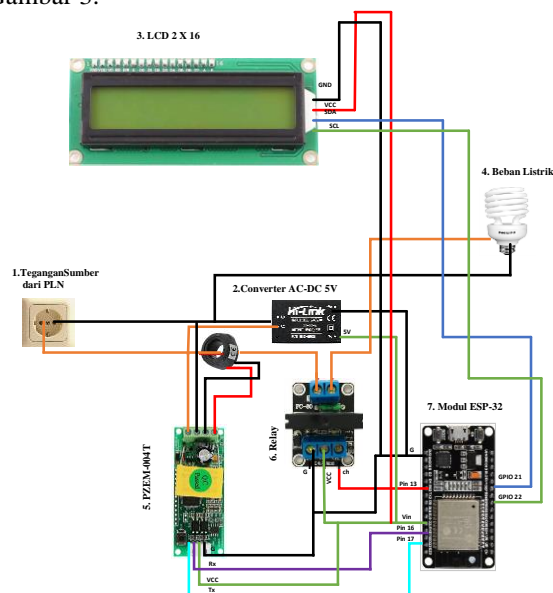 Gambar 3.
3. LCD 2 X 16
GND
VCC
SDA
SCL
4. Beban Listrik
1.TeganganSumber
dari PLN
2.Converter AC-DC 5V
Hi-Link
5V
6. Relay
G
VCC
ch
7. Modul ESP-32
G
GPIO 21
GPIO 22
Pin 13
Vin
Pin 16
Pin 17
5. PZEM-004T
Rx
VCC
Tx